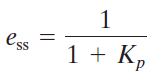 e_ss = 1 / (1 + K_p)